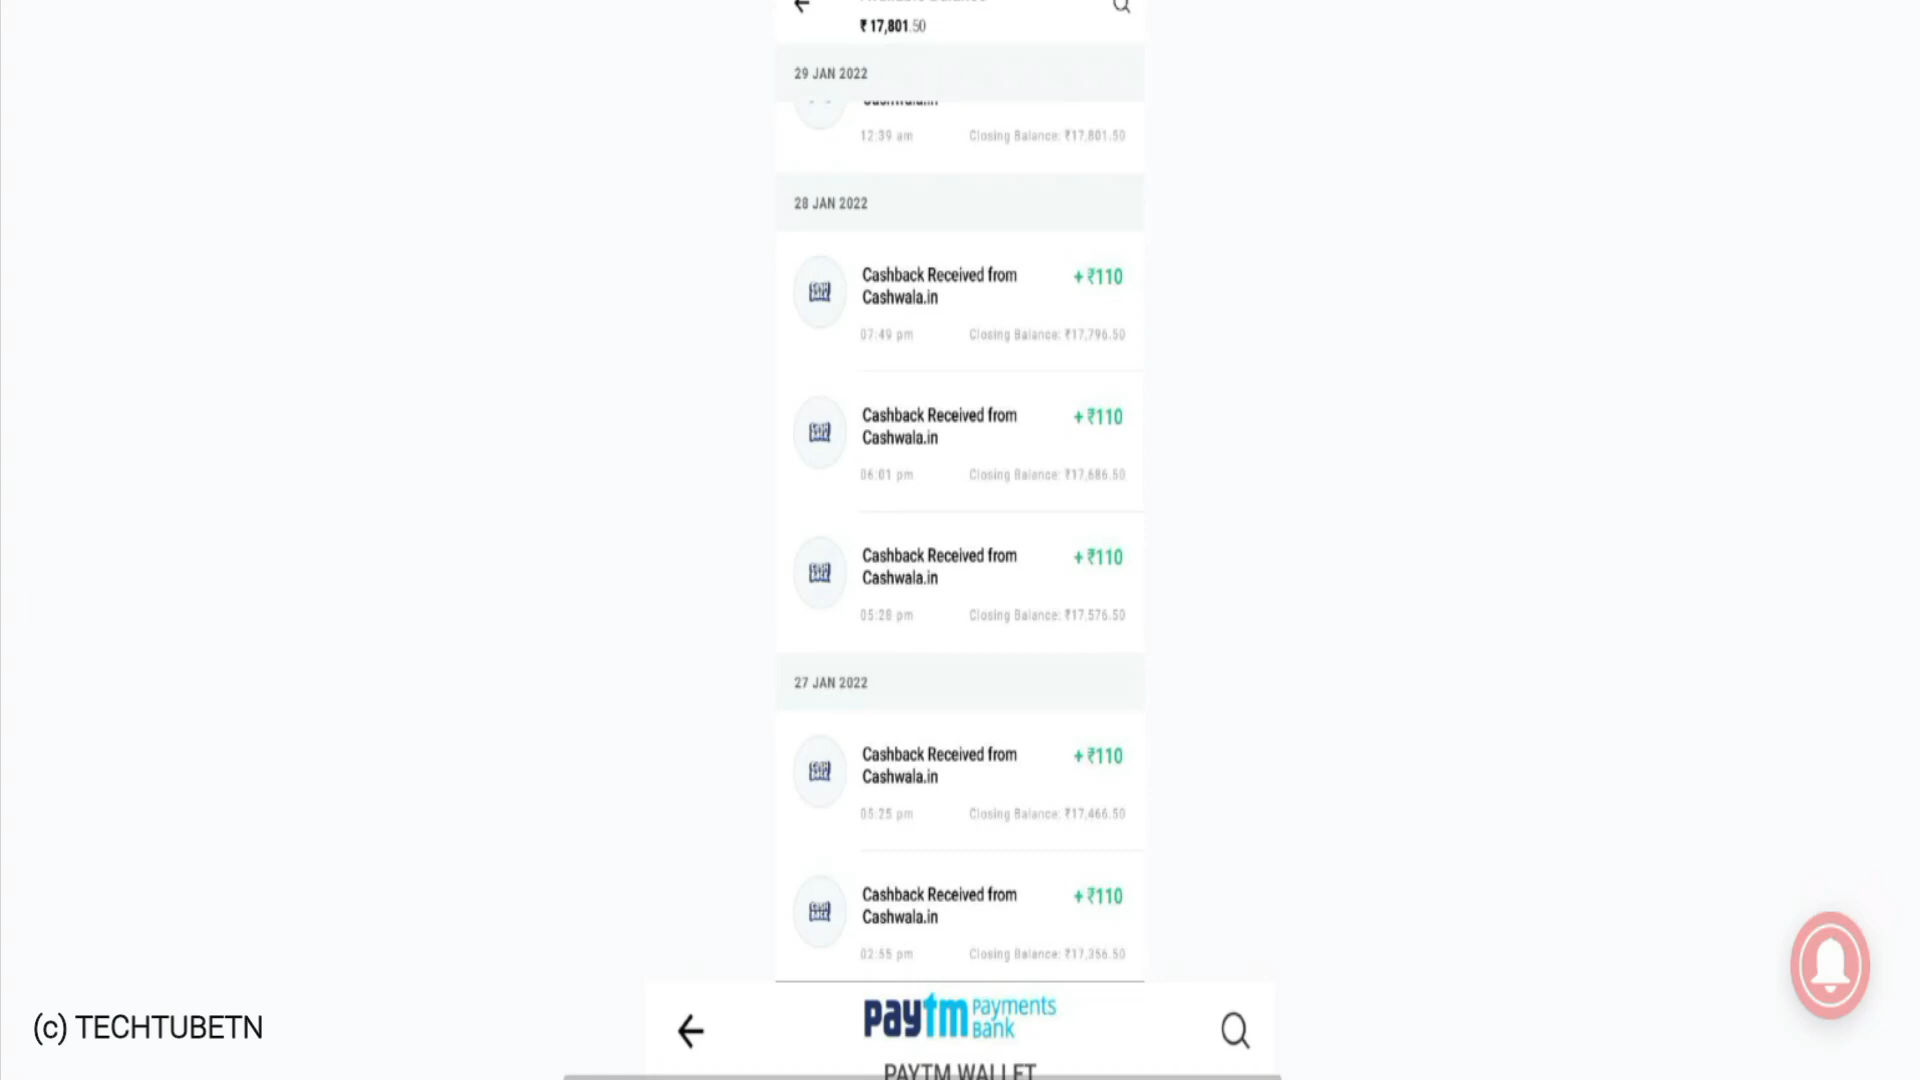 ₹ 17,801.50
29 JAN 2022
Cashwala.in
12:39 am Closing Balance: ₹17,801.50
28 JAN 2022
Cashback Received from + ₹110
Cashwala.in
07:49 pm Closing Balance: ₹17,796.50
Cashback Received from + ₹110
Cashwala.in
06:01 pm Closing Balance: ₹17,686.50
Cashback Received from + ₹110
Cashwala.in
05:28 pm Closing Balance: ₹17,576.50
27 JAN 2022
Cashback Received from + ₹110
Cashwala.in
05:25 pm Closing Balance: ₹17,466.50
Cashback Received from + ₹110
Cashwala.in
02:55 pm Closing Balance: ₹17,356.50
paytm Payments
Bank
PAYTM WALLET
(c) TECHTUBETN